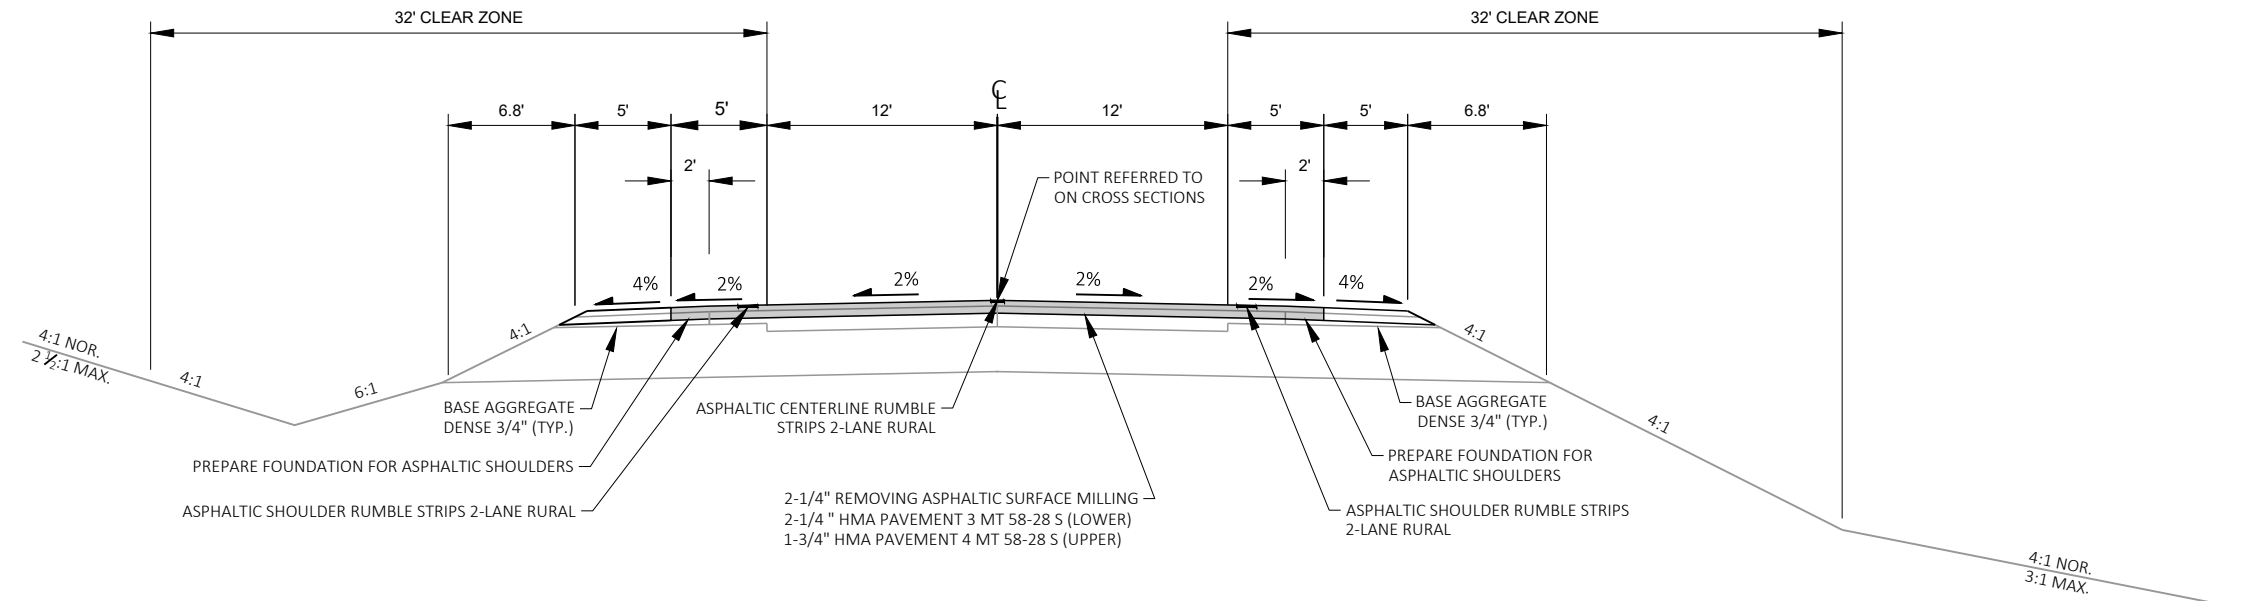 32' CLEAR ZONE
32' CLEAR ZONE
CL
6.8'
5'
5'
12'
12'
5'
5'
6.8'
2'
2'
POINT REFERRED TO
ON CROSS SECTIONS
4%
2%
2%
2%
2%
4%
4:1 NOR.
2 ½:1 MAX.
4:1
6:1
4:1
4:1
BASE AGGREGATE
DENSE 3/4" (TYP.)
ASPHALTIC CENTERLINE RUMBLE
STRIPS 2-LANE RURAL
BASE AGGREGATE
DENSE 3/4" (TYP.)
4:1
PREPARE FOUNDATION FOR ASPHALTIC SHOULDERS
PREPARE FOUNDATION FOR
ASPHALTIC SHOULDERS
ASPHALTIC SHOULDER RUMBLE STRIPS 2-LANE RURAL
2-1/4" REMOVING ASPHALTIC SURFACE MILLING
2-1/4 " HMA PAVEMENT 3 MT 58-28 S (LOWER)
1-3/4" HMA PAVEMENT 4 MT 58-28 S (UPPER)
ASPHALTIC SHOULDER RUMBLE STRIPS
2-LANE RURAL
4:1 NOR.
3:1 MAX.